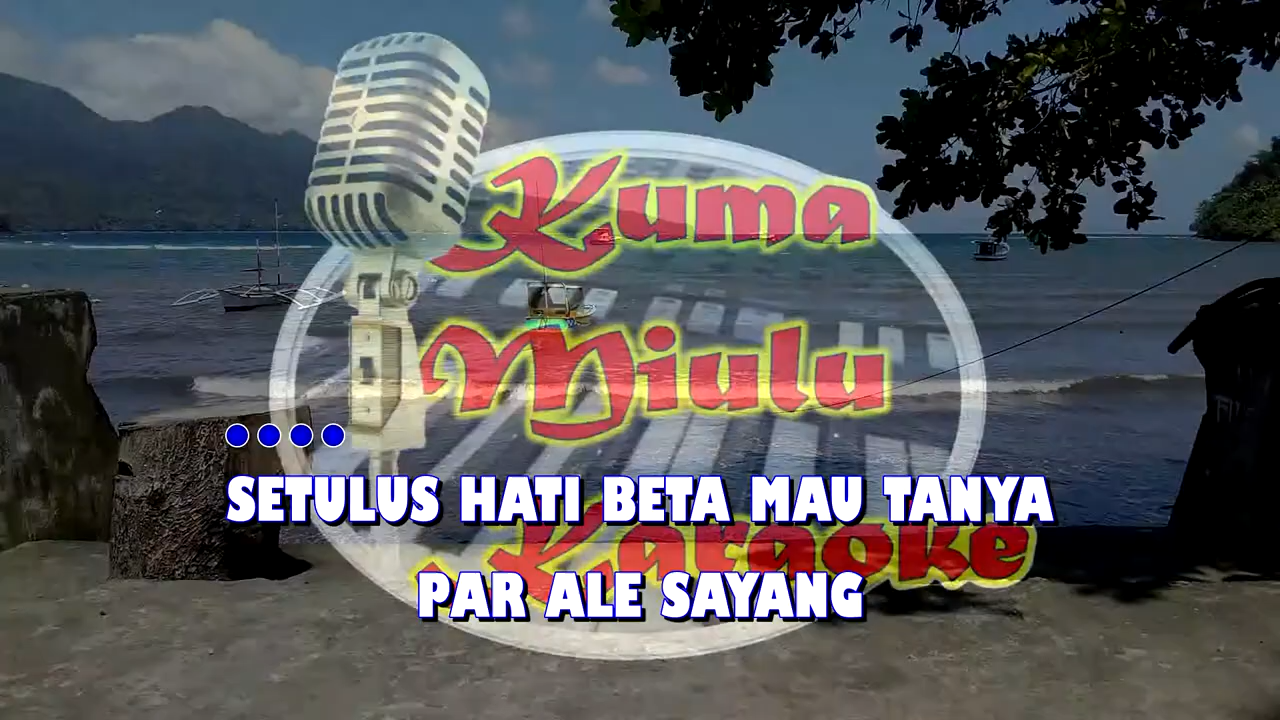 Kuma
Miulu
Karaoke
SETULUS HATI BETA MAU TANYA
PAR ALE SAYANG